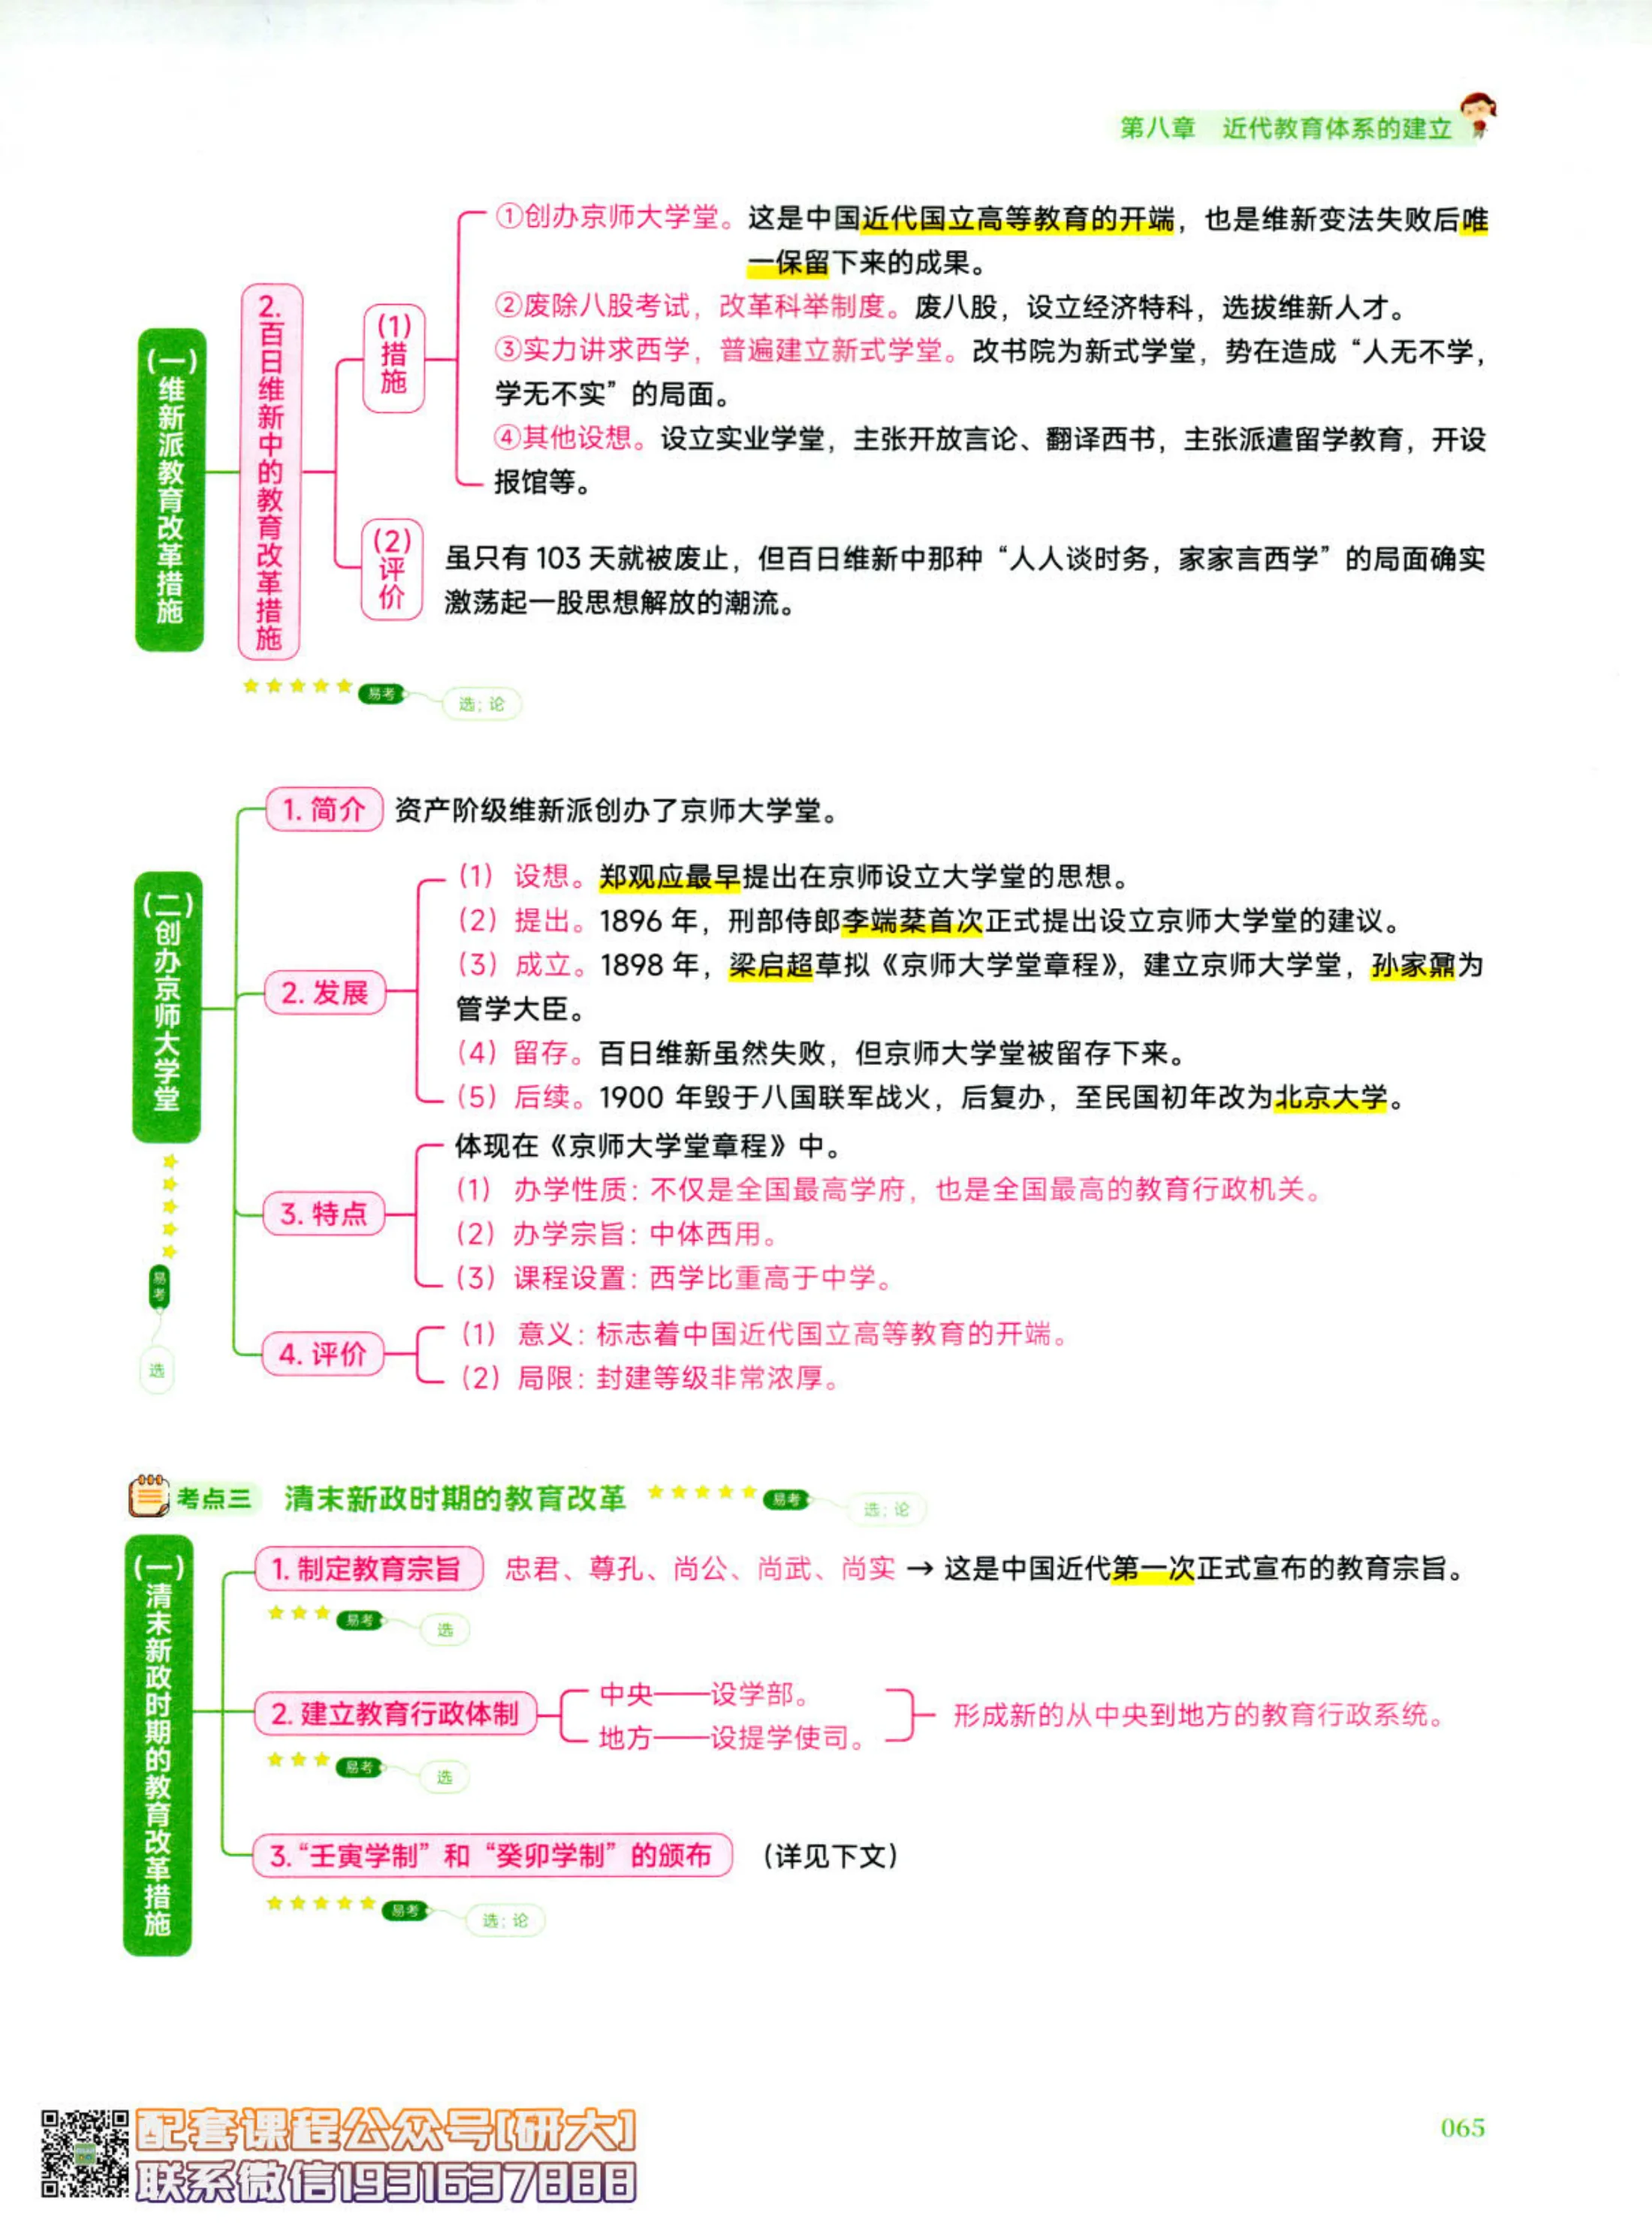 第八章 近代教育体系的建立
(一)维新派教育改革措施
2.百日维新中的教育改革措施
(1)措施
①创办京师大学堂。这是中国近代国立高等教育的开端，也是维新变法失败后唯
一保留下来的成果。
②废除八股考试，改革科举制度。废八股，设立经济特科，选拔维新人才。
③实力讲求西学，普遍建立新式学堂。改书院为新式学堂，势在造成“人无不学，
学无不实”的局面。
④其他设想。设立实业学堂，主张开放言论、翻译西书，主张派遣留学教育，开设
报馆等。
(2)评价
虽只有 103 天就被废止，但百日维新中那种“人人谈时务，家家言西学”的局面确实
激荡起一股思想解放的潮流。
易考 选；论
(二)创办京师大学堂
易考
选
1. 简介 资产阶级维新派创办了京师大学堂。
2. 发展
（1）设想。郑观应最早提出在京师设立大学堂的思想。
（2）提出。1896 年，刑部侍郎李端棻首次正式提出设立京师大学堂的建议。
（3）成立。1898 年，梁启超草拟《京师大学堂章程》，建立京师大学堂，孙家鼐为
管学大臣。
（4）留存。百日维新虽然失败，但京师大学堂被留存下来。
（5）后续。1900 年毁于八国联军战火，后复办，至民国初年改为北京大学。
3. 特点
体现在《京师大学堂章程》中。
（1）办学性质：不仅是全国最高学府，也是全国最高的教育行政机关。
（2）办学宗旨：中体西用。
（3）课程设置：西学比重高于中学。
4. 评价
（1）意义：标志着中国近代国立高等教育的开端。
（2）局限：封建等级非常浓厚。
考点三 清末新政时期的教育改革 易考 选；论
(一)清末新政时期的教育改革措施
1. 制定教育宗旨 忠君、尊孔、尚公、尚武、尚实 → 这是中国近代第一次正式宣布的教育宗旨。
易考 选
2. 建立教育行政体制
中央——设学部。
地方——设提学使司。
形成新的从中央到地方的教育行政系统。
易考 选
3.“壬寅学制”和“癸卯学制”的颁布 （详见下文）
易考 选；论
配套课程公众号[研大]
联系微信1931637888
065